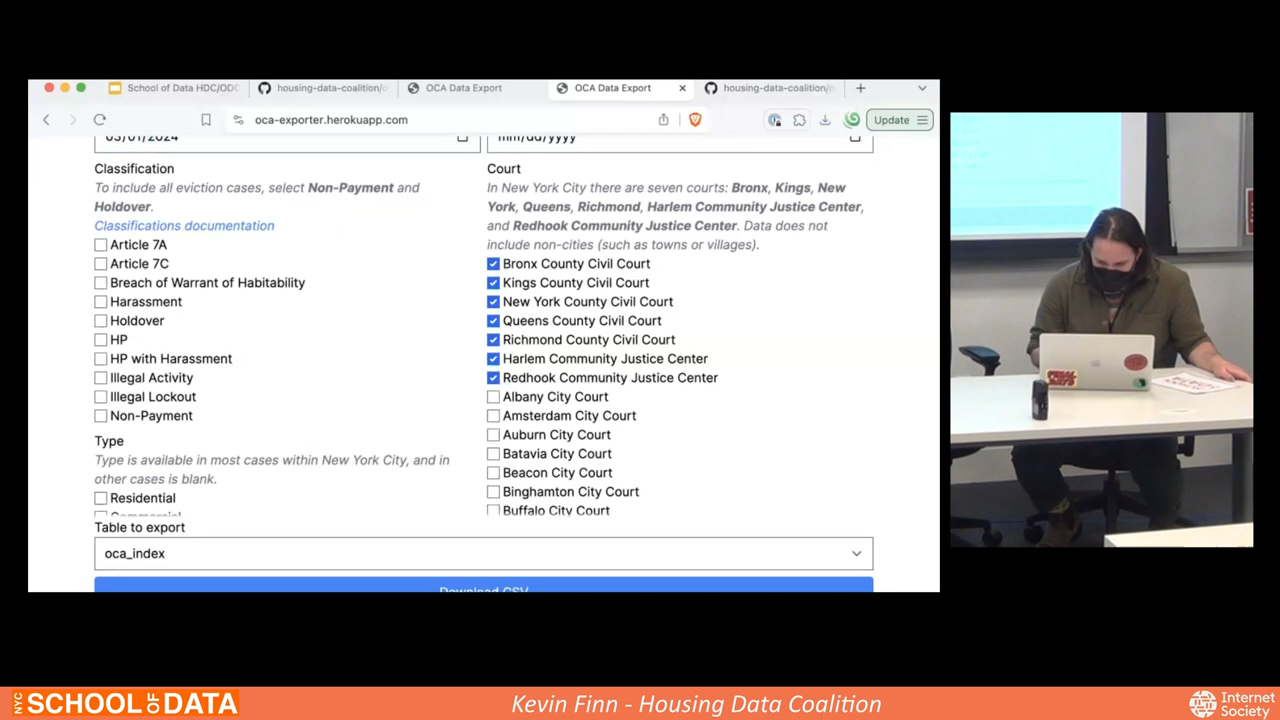 School of Data HDC/ODC
housing-data-coalition/o
OCA Data Export
OCA Data Export
housing-data-coalition/e
oca-exporter.herokuapp.com
Update
03/01/2024
mm/dd/yyyy
Classification
To include all eviction cases, select Non-Payment and
Holdover.
Classifications documentation
Article 7A
Article 7C
Breach of Warrant of Habitability
Harassment
Holdover
HP
HP with Harassment
Illegal Activity
Illegal Lockout
Non-Payment
Type
Type is available in most cases within New York City, and in
other cases is blank.
Residential
Commercial
Court
In New York City there are seven courts: Bronx, Kings, New
York, Queens, Richmond, Harlem Community Justice Center,
and Redhook Community Justice Center. Data does not
include non-cities (such as towns or villages).
Bronx County Civil Court
Kings County Civil Court
New York County Civil Court
Queens County Civil Court
Richmond County Civil Court
Harlem Community Justice Center
Redhook Community Justice Center
Albany City Court
Amsterdam City Court
Auburn City Court
Batavia City Court
Beacon City Court
Binghamton City Court
Buffalo City Court
Table to export
oca_index
Download CSV
NYC SCHOOL OF DATA
Kevin Finn - Housing Data Coalition
Internet
Society